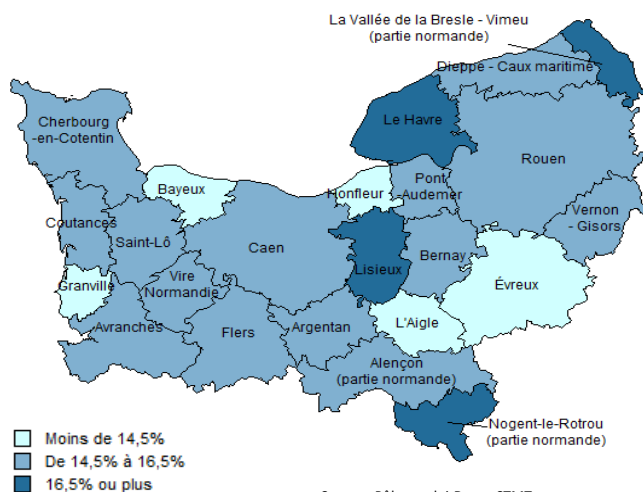 La Vallée de la Bresle - Vimeu
(partie normande)
Dieppe - Caux maritime
Cherbourg
-en-Cotentin
Le Havre
Rouen
Bayeux
Honfleur
Pont
-Audemer
Coutances
Saint-Lô
Caen
Vernon
- Gisors
Lisieux
Bernay
Granville
Vire
Normandie
Évreux
Avranches
Flers
Argentan
L'Aigle
Alençon
(partie normande)
Nogent-le-Rotrou
(partie normande)
Moins de 14,5%
De 14,5% à 16,5%
16,5% ou plus